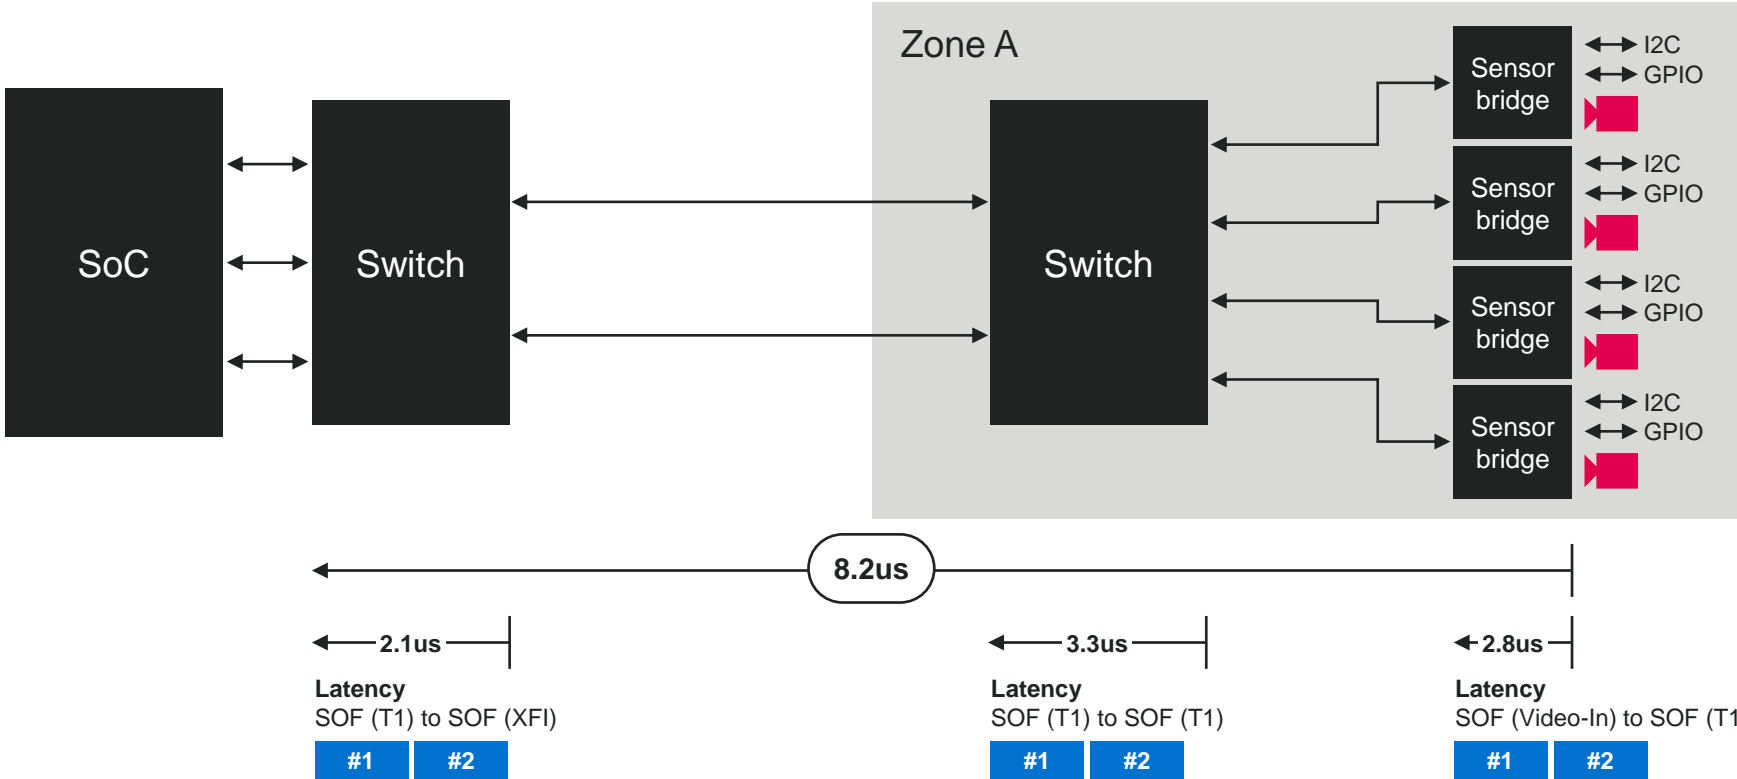 Zone A
SoC
Switch
Switch
Sensor
bridge
I2C
GPIO
Sensor
bridge
I2C
GPIO
Sensor
bridge
I2C
GPIO
Sensor
bridge
I2C
GPIO
8.2us
2.1us
3.3us
2.8us
Latency
SOF (T1) to SOF (XFI)
#1 #2
Latency
SOF (T1) to SOF (T1)
#1 #2
Latency
SOF (Video-In) to SOF (T1
#1 #2